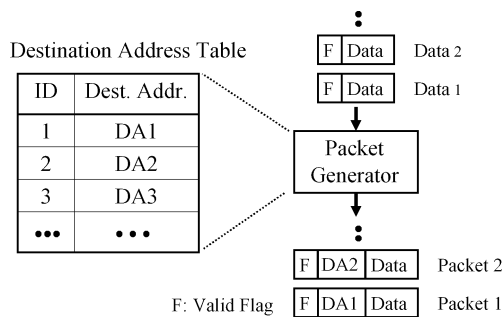 Destination Address Table
ID Dest. Addr.
1 DA1
2 DA2
3 DA3
••• •••
F Data Data 2
F Data Data 1
Packet
Generator
F DA2 Data Packet 2
F: Valid Flag F DA1 Data Packet 1